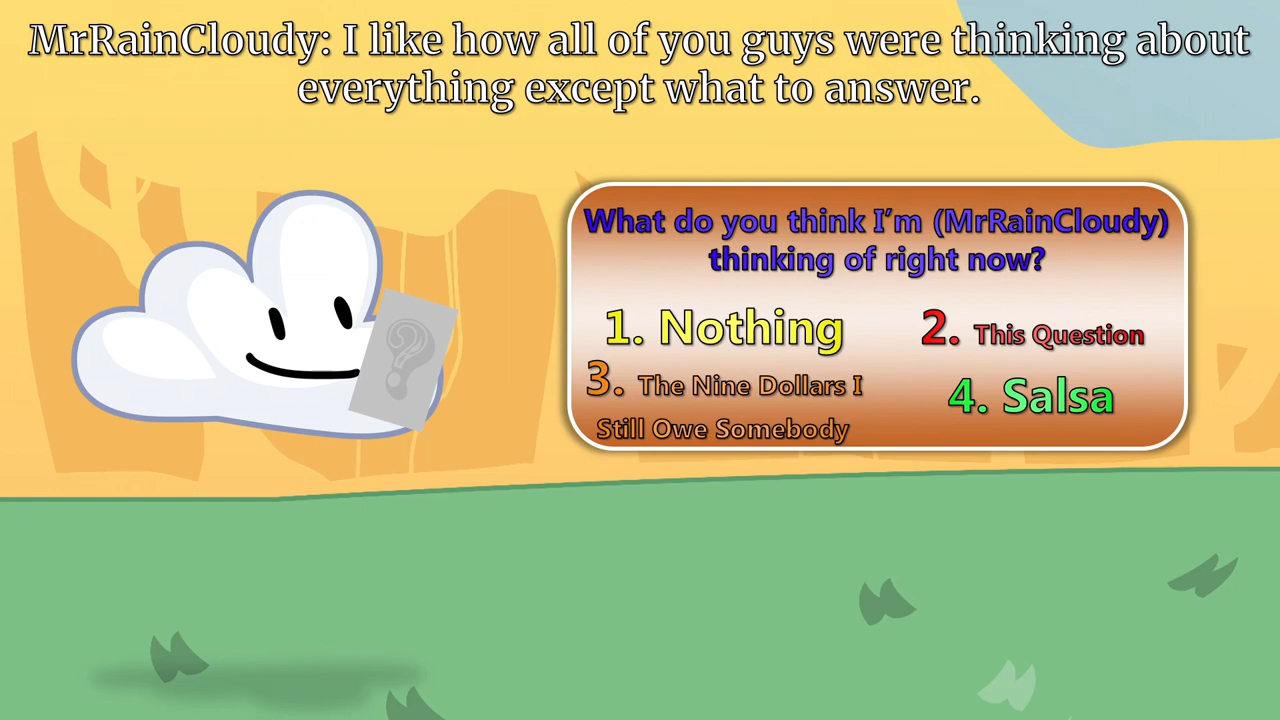 MrRainCloudy: I like how all of you guys were thinking about
everything except what to answer.
What do you think I'm (MrRainCloudy)
thinking of right now?
1. Nothing
2. This Question
3. The Nine Dollars I
Still Owe Somebody
4. Salsa
?